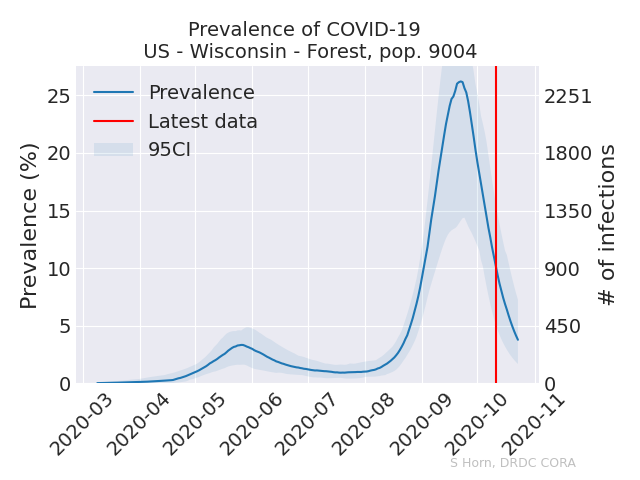 Prevalence of COVID-19
US - Wisconsin - Forest, pop. 9004
Prevalence
Latest data
95CI
Prevalence (%)
25
20
15
10
5
0
2251
1800
1350
900
450
0
# of infections
2020-03
2020-04
2020-05
2020-06
2020-07
2020-08
2020-09
2020-10
2020-11
S Horn, DRDC CORA